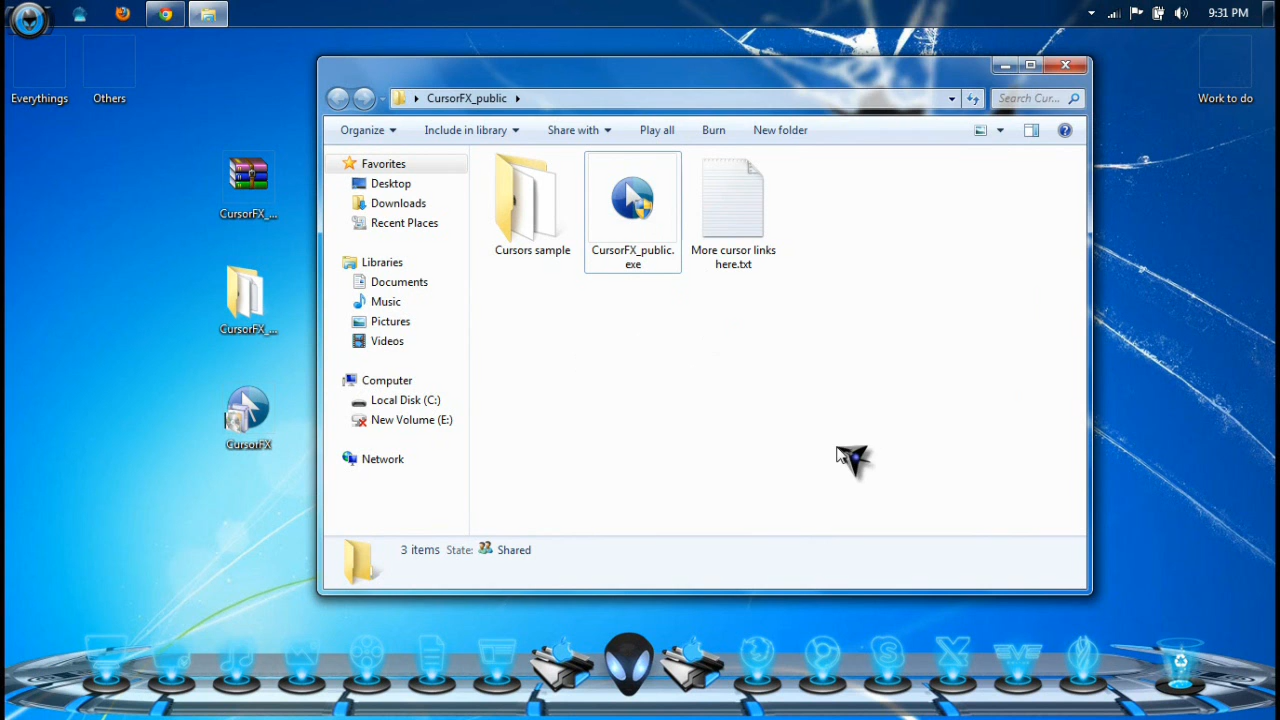 9:31 PM
Everythings
Others
Work to do
CursorFX_public
Search Cur...
Organize
Include in library
Share with
Play all
Burn
New folder
Favorites
Desktop
Downloads
Recent Places
Libraries
Documents
Music
Pictures
Videos
Computer
Local Disk (C:)
New Volume (E:)
Network
Cursors sample
CursorFX_public.
exe
More cursor links
here.txt
CursorFX_...
CursorFX_...
CursorFX
3 items State: Shared